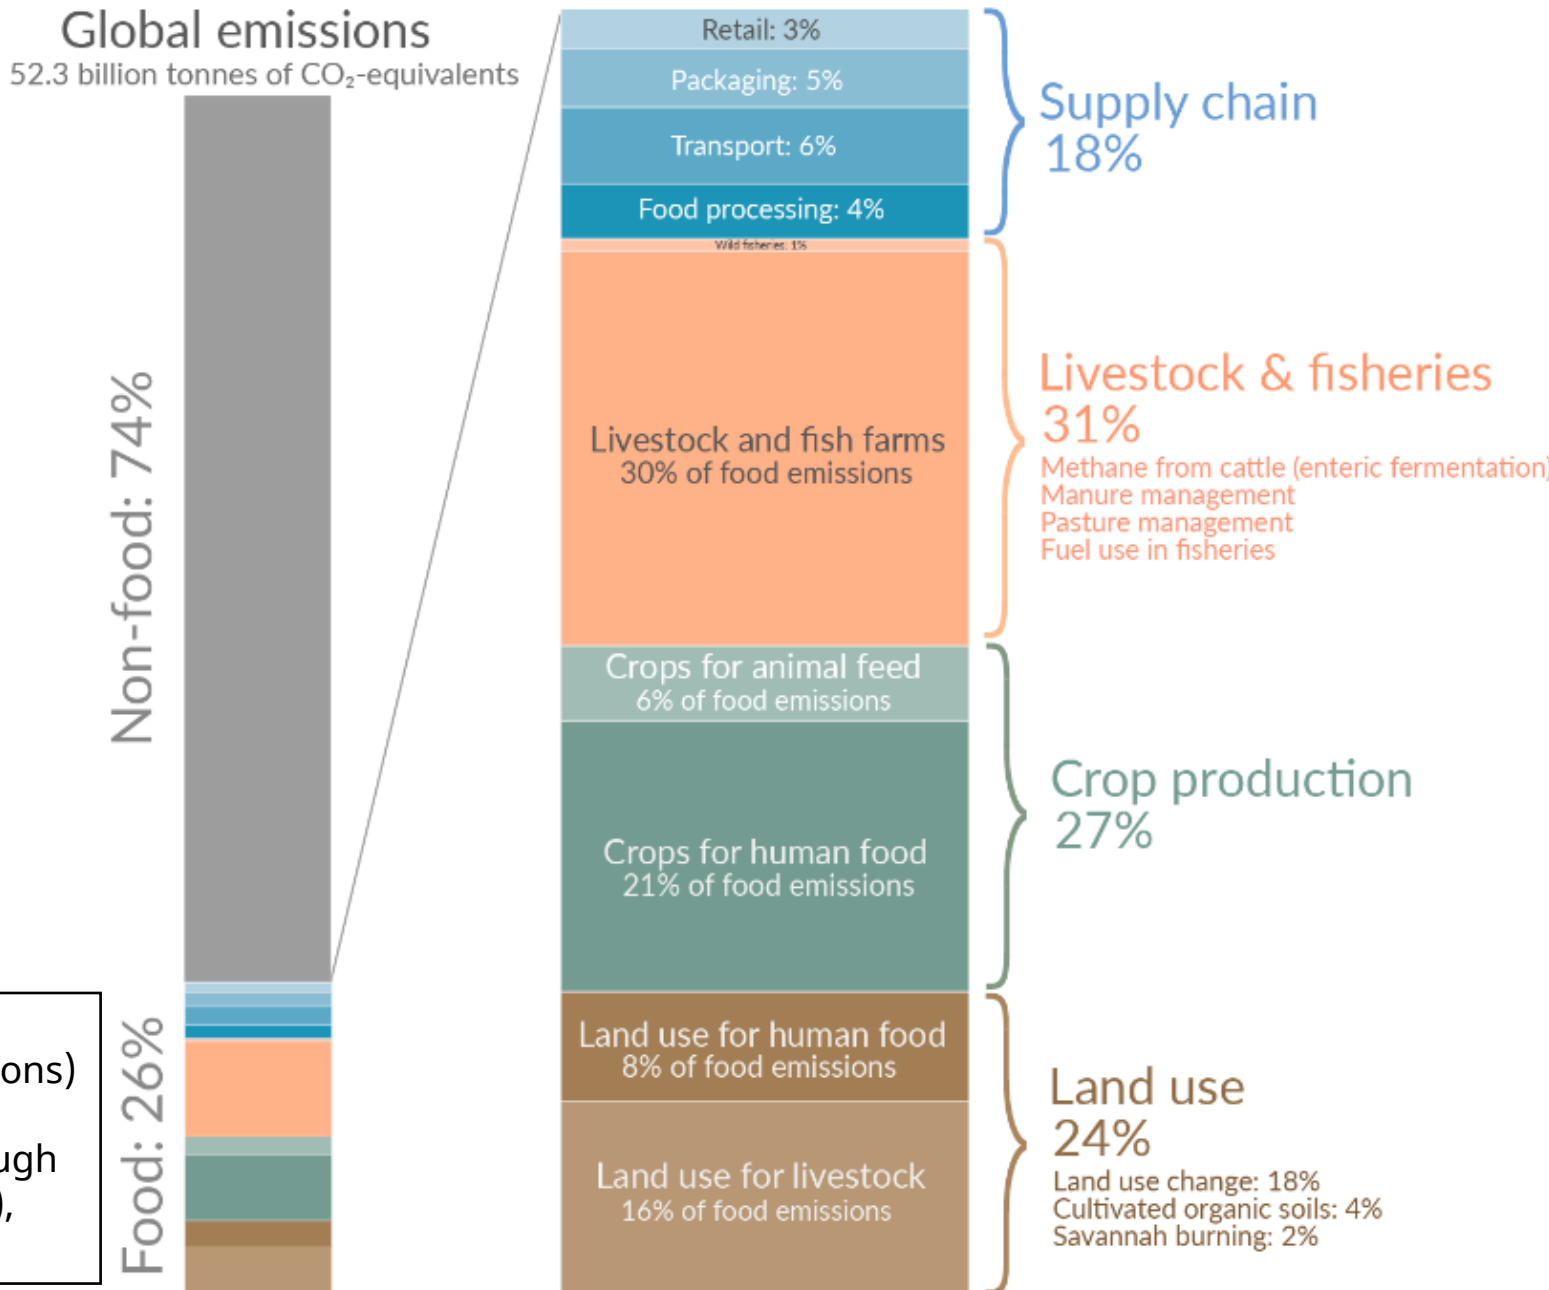 Global emissions
52.3 billion tonnes of CO₂-equivalents
Non-food: 74%
Food: 26%
ons)
ugh
),
Retail: 3%
Packaging: 5%
Transport: 6%
Food processing: 4%
Wild fisheries: 1%
Livestock and fish farms
30% of food emissions
Crops for animal feed
6% of food emissions
Crops for human food
21% of food emissions
Land use for human food
8% of food emissions
Land use for livestock
16% of food emissions
Supply chain
18%
Livestock & fisheries
31%
Methane from cattle (enteric fermentation)
Manure management
Pasture management
Fuel use in fisheries
Crop production
27%
Land use
24%
Land use change: 18%
Cultivated organic soils: 4%
Savannah burning: 2%